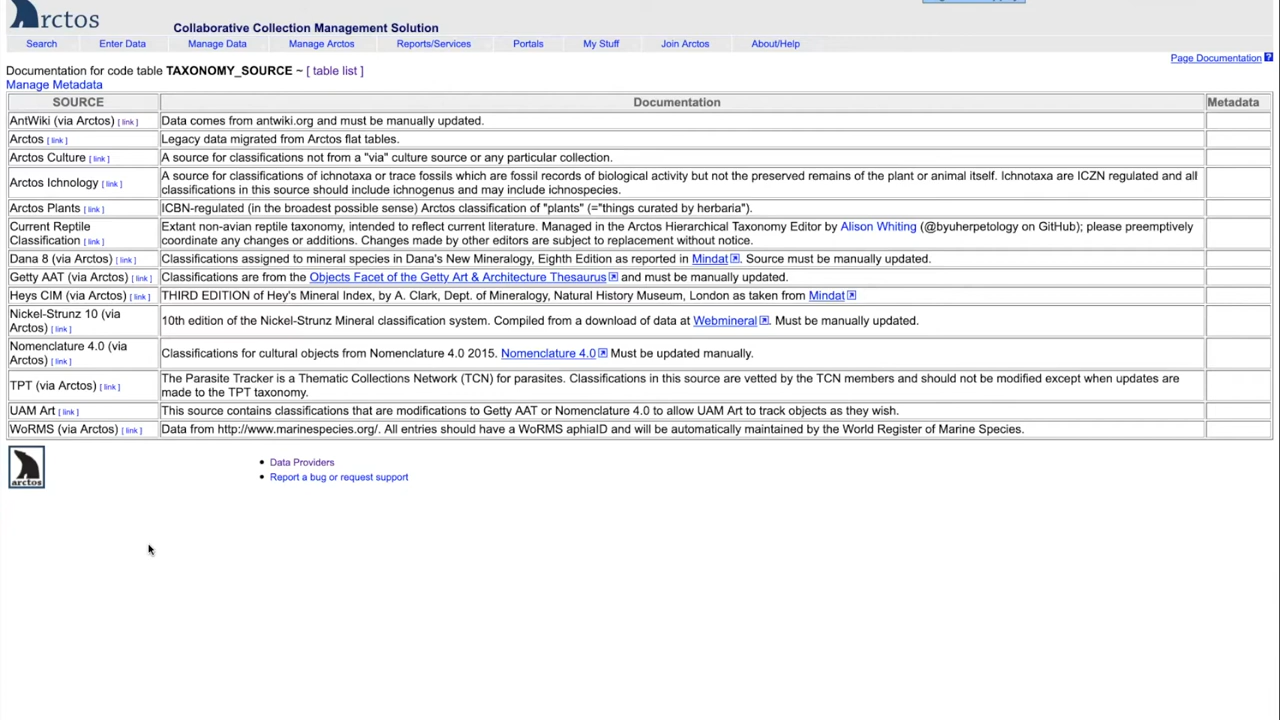 arctos
Collaborative Collection Management Solution
Search Enter Data Manage Data Manage Arctos Reports/Services Portals My Stuff Join Arctos About/Help
Page Documentation ?
Documentation for code table TAXONOMY_SOURCE ~ [ table list ]
Manage Metadata
SOURCE Documentation Metadata
AntWiki (via Arctos) [ link ] Data comes from antwiki.org and must be manually updated.
Arctos [ link ] Legacy data migrated from Arctos flat tables.
Arctos Culture [ link ] A source for classifications not from a "via" culture source or any particular collection.
Arctos Ichnology [ link ]
A source for classifications of ichnotaxa or trace fossils which are fossil records of biological activity but not the preserved remains of the plant or animal itself. Ichnotaxa are ICZN regulated and all
classifications in this source should include ichnogenus and may include ichnospecies.
Arctos Plants [ link ] ICBN-regulated (in the broadest possible sense) Arctos classification of "plants" (="things curated by herbaria").
Current Reptile
Classification [ link ]
Extant non-avian reptile taxonomy, intended to reflect current literature. Managed in the Arctos Hierarchical Taxonomy Editor by Alison Whiting (@byuherpetology on GitHub); please preemptively
coordinate any changes or additions. Changes made by other editors are subject to replacement without notice.
Dana 8 (via Arctos) [ link ] Classifications assigned to mineral species in Dana's New Mineralogy, Eighth Edition as reported in Mindat. Source must be manually updated.
Getty AAT (via Arctos) [ link ] Classifications are from the Objects Facet of the Getty Art & Architecture Thesaurus and must be manually updated.
Heys CIM (via Arctos) [ link ] THIRD EDITION of Hey's Mineral Index, by A. Clark, Dept. of Mineralogy, Natural History Museum, London as taken from Mindat
Nickel-Strunz 10 (via
Arctos) [ link ]
10th edition of the Nickel-Strunz Mineral classification system. Compiled from a download of data at Webmineral. Must be manually updated.
Nomenclature 4.0 (via
Arctos) [ link ]
Classifications for cultural objects from Nomenclature 4.0 2015. Nomenclature 4.0 Must be updated manually.
TPT (via Arctos) [ link ]
The Parasite Tracker is a Thematic Collections Network (TCN) for parasites. Classifications in this source are vetted by the TCN members and should not be modified except when updates are
made to the TPT taxonomy.
UAM Art [ link ] This source contains classifications that are modifications to Getty AAT or Nomenclature 4.0 to allow UAM Art to track objects as they wish.
WoRMS (via Arctos) [ link ] Data from http://www.marinespecies.org/. All entries should have a WoRMS aphiaID and will be automatically maintained by the World Register of Marine Species.
arctos
• Data Providers
• Report a bug or request support